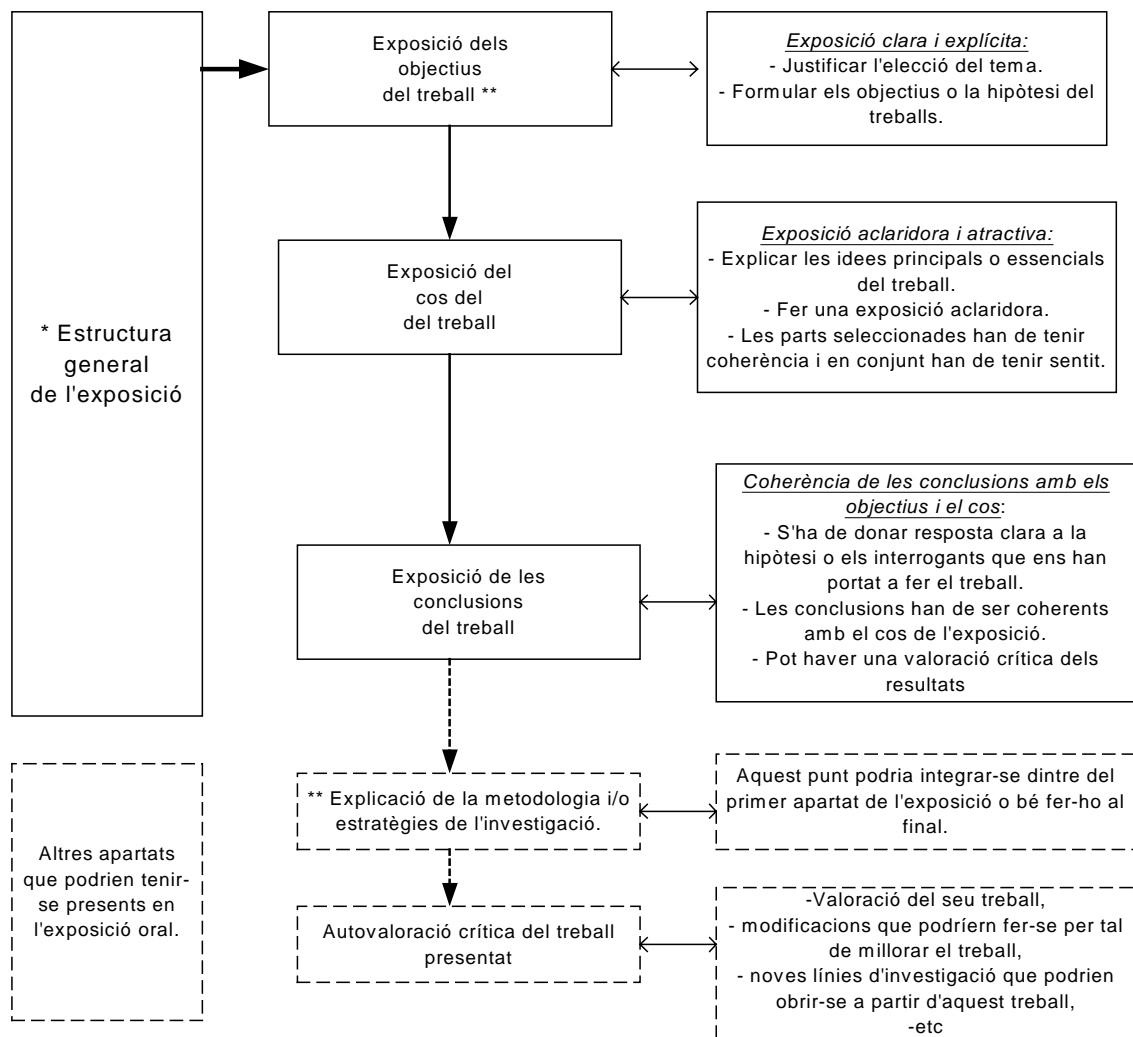 * Estructura
general
de l'exposició
Exposició dels
objectius
del treball **
Exposició clara i explícita:
- Justificar l'elecció del tema.
- Formular els objectius o la hipòtesi del
treballs.
Exposició del
cos del
del treball
Exposició aclaridora i atractiva:
- Explicar les idees principals o essencials
del treball.
- Fer una exposició aclaridora.
- Les parts seleccionades han de tenir
coherència i en conjunt han de tenir sentit.
Exposició de les
conclusions
del treball
Coherència de les conclusions amb els
objectius i el cos:
- S'ha de donar resposta clara a la
hipòtesi o els interrogants que ens han
portat a fer el treball.
- Les conclusions han de ser coherents
amb el cos de l'exposició.
- Pot haver una valoració crítica dels
resultats
Altres apartats
que podrien tenir-
se presents en
l'exposició oral.
** Explicació de la metodologia i/o
estratègies de l'investigació.
Aquest punt podria integrar-se dintre del
primer apartat de l'exposició o bé fer-ho al
final.
Autovaloració crítica del treball
presentat
-Valoració del seu treball,
- modificacions que podríern fer-se per tal
de millorar el treball,
- noves línies d'investigació que podrien
obrir-se a partir d'aquest treball,
-etc